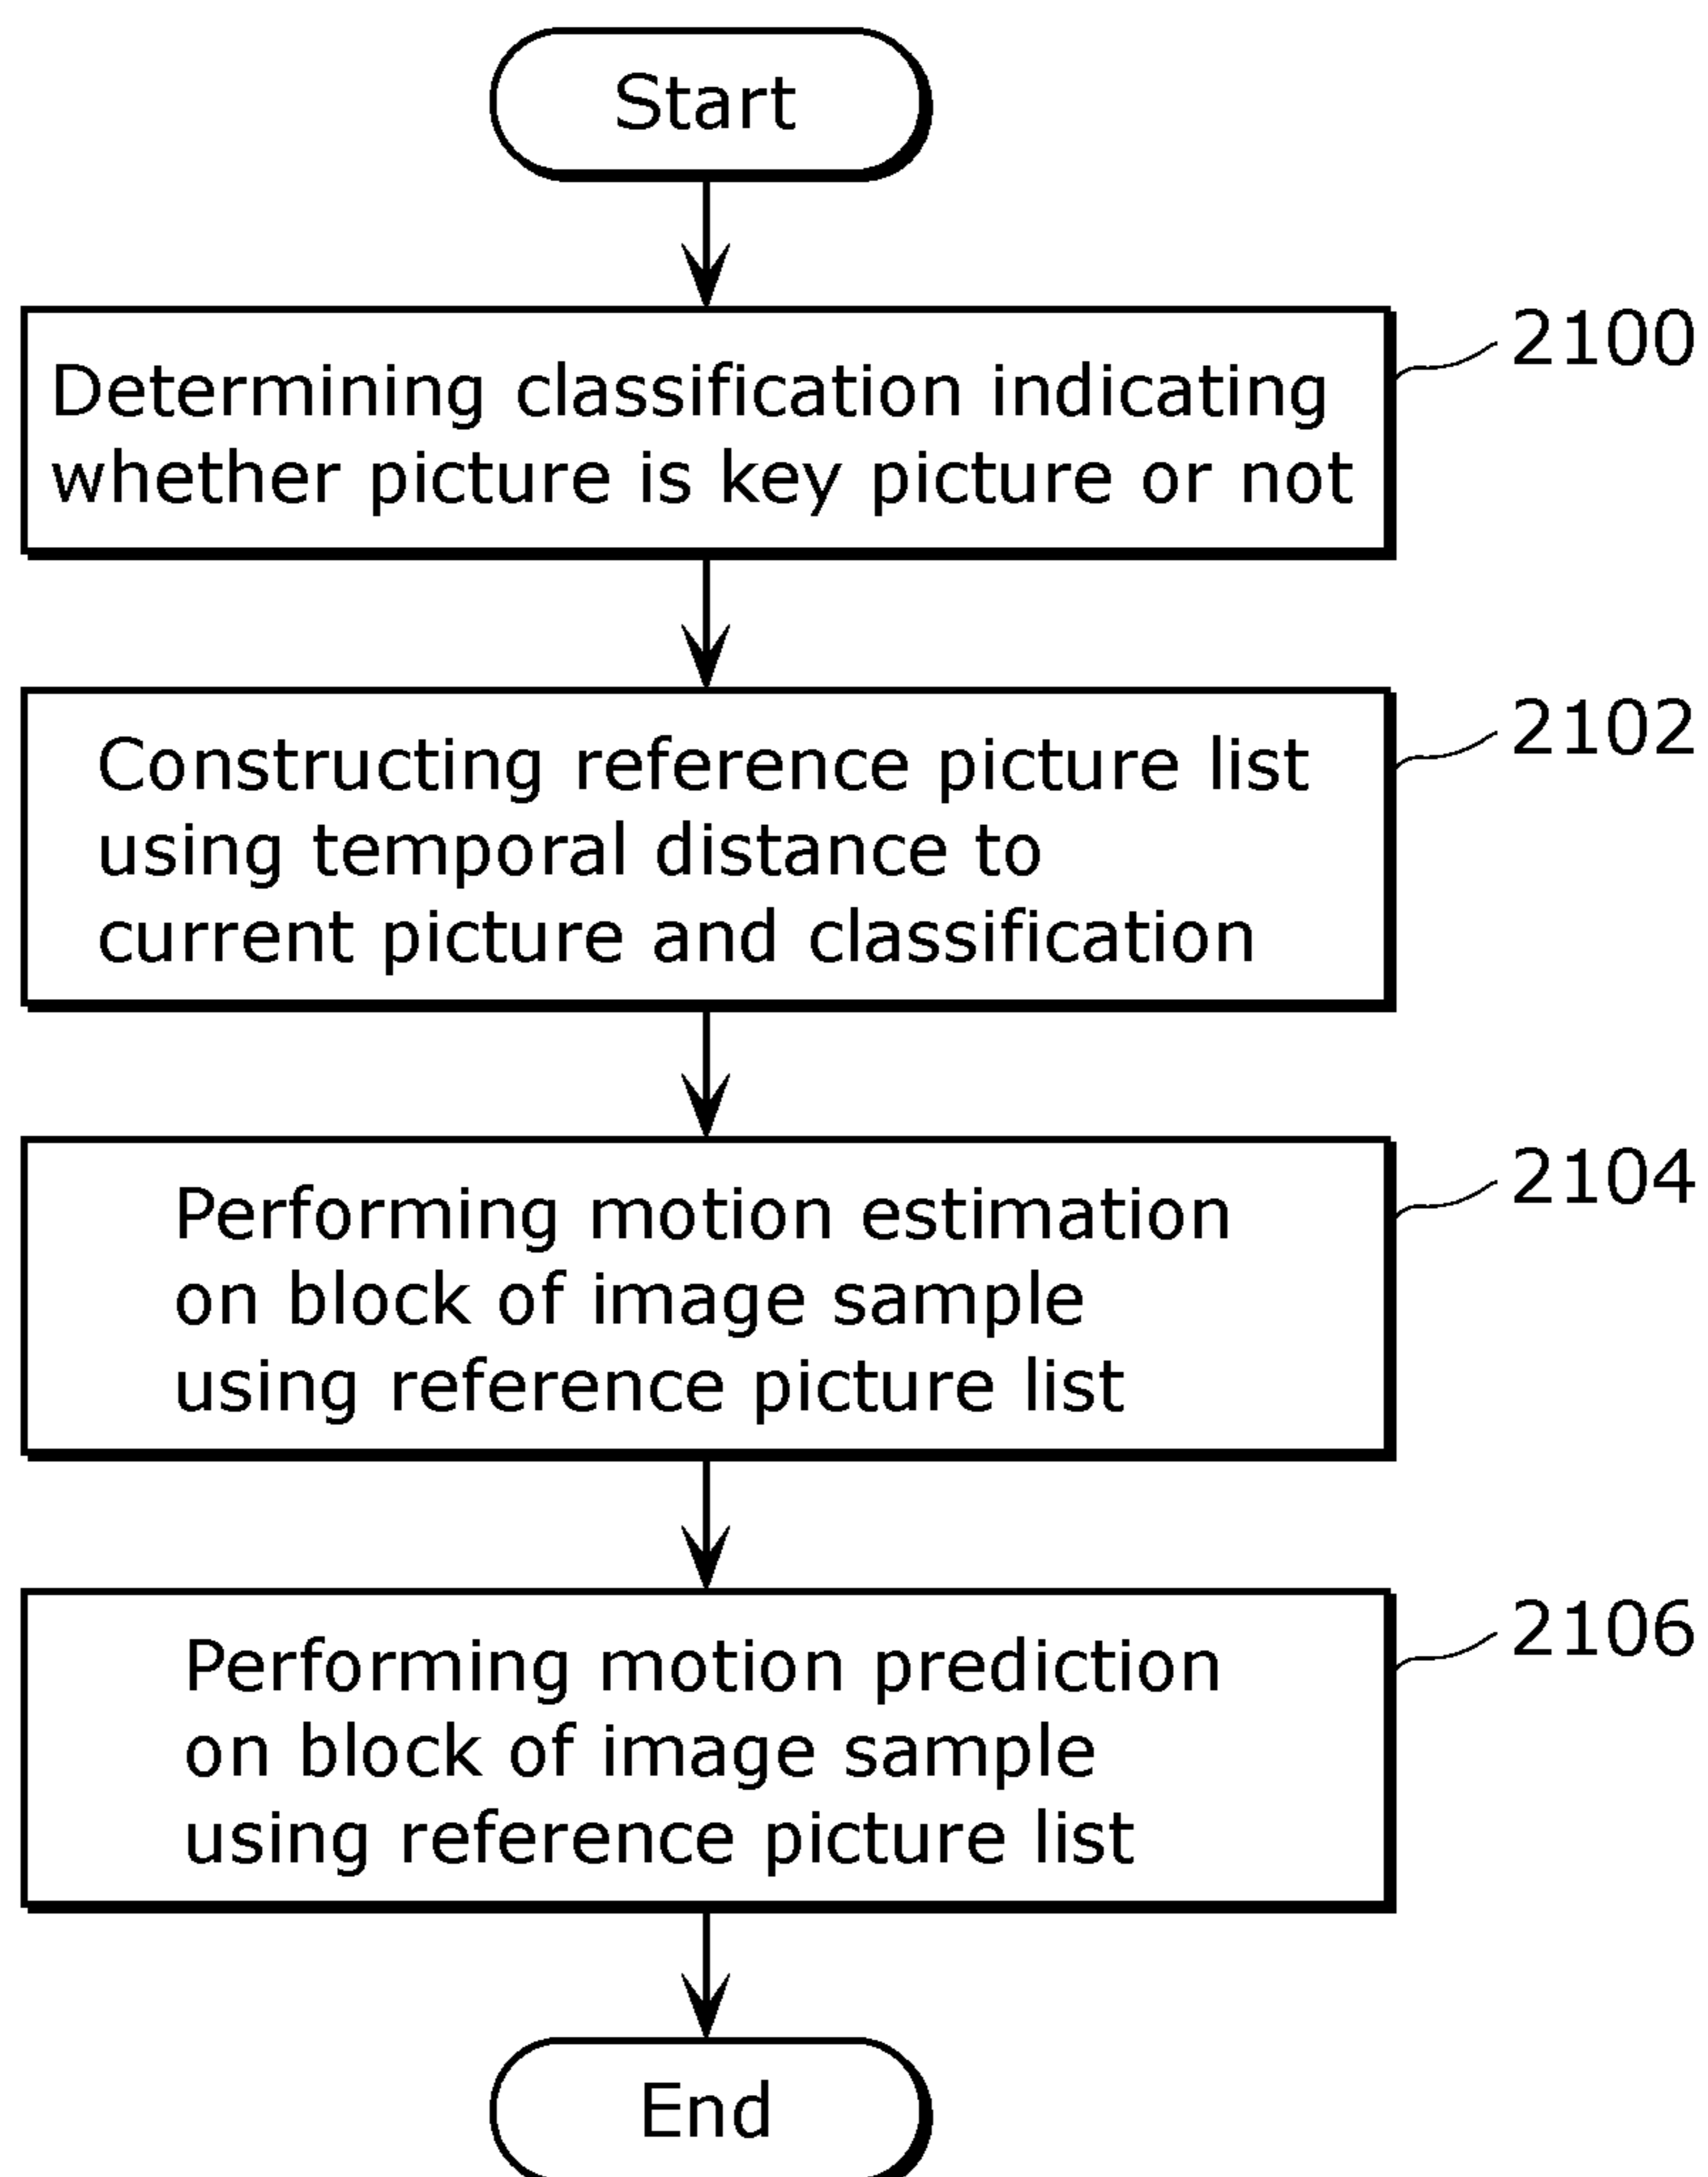 Start
2100
Determining classification indicating
whether picture is key picture or not
2102
Constructing reference picture list
using temporal distance to
current picture and classification
2104
Performing motion estimation
on block of image sample
using reference picture list
2106
Performing motion prediction
on block of image sample
using reference picture list
End